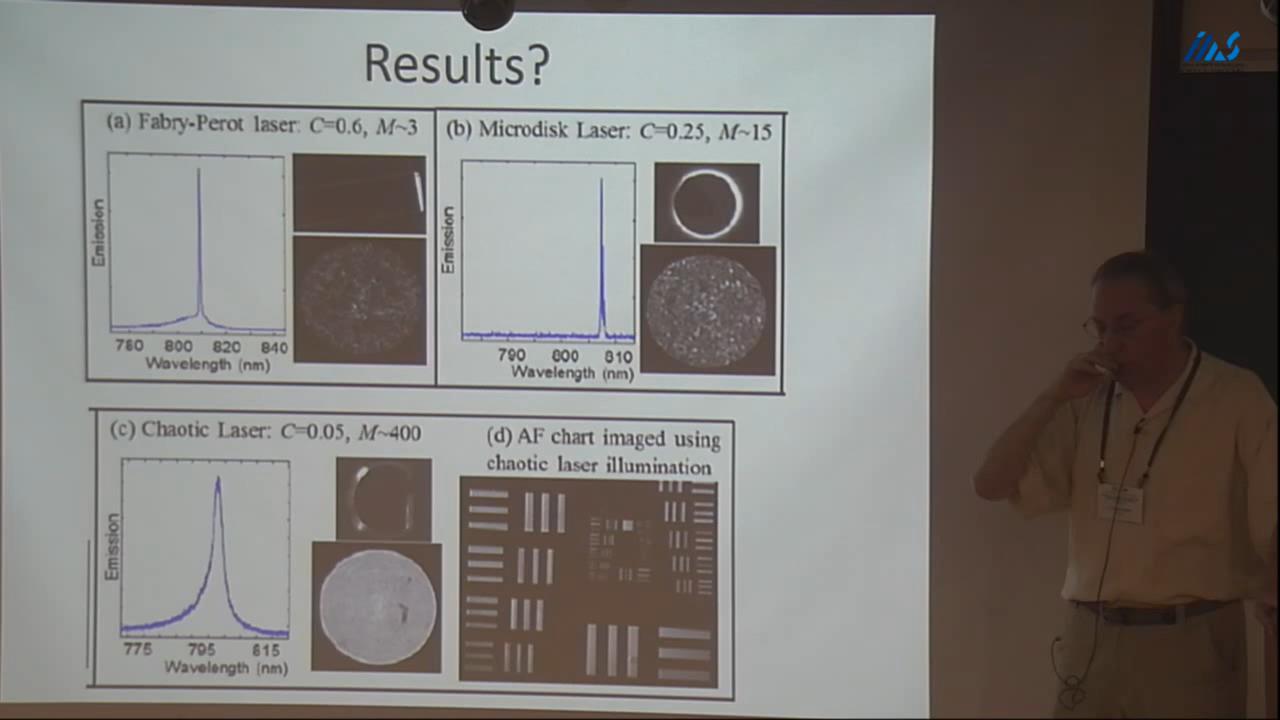 Results?
(a) Fabry-Perot laser: C=0.6, M~3
Emission
780 800 820 840
Wavelength (nm)
(b) Microdisk Laser: C=0.25, M~15
Emission
790 800 810
Wavelength (nm)
(c) Chaotic Laser: C=0.05, M~400
Emission
775 795 815
Wavelength (nm)
(d) AF chart imaged using
chaotic laser illumination